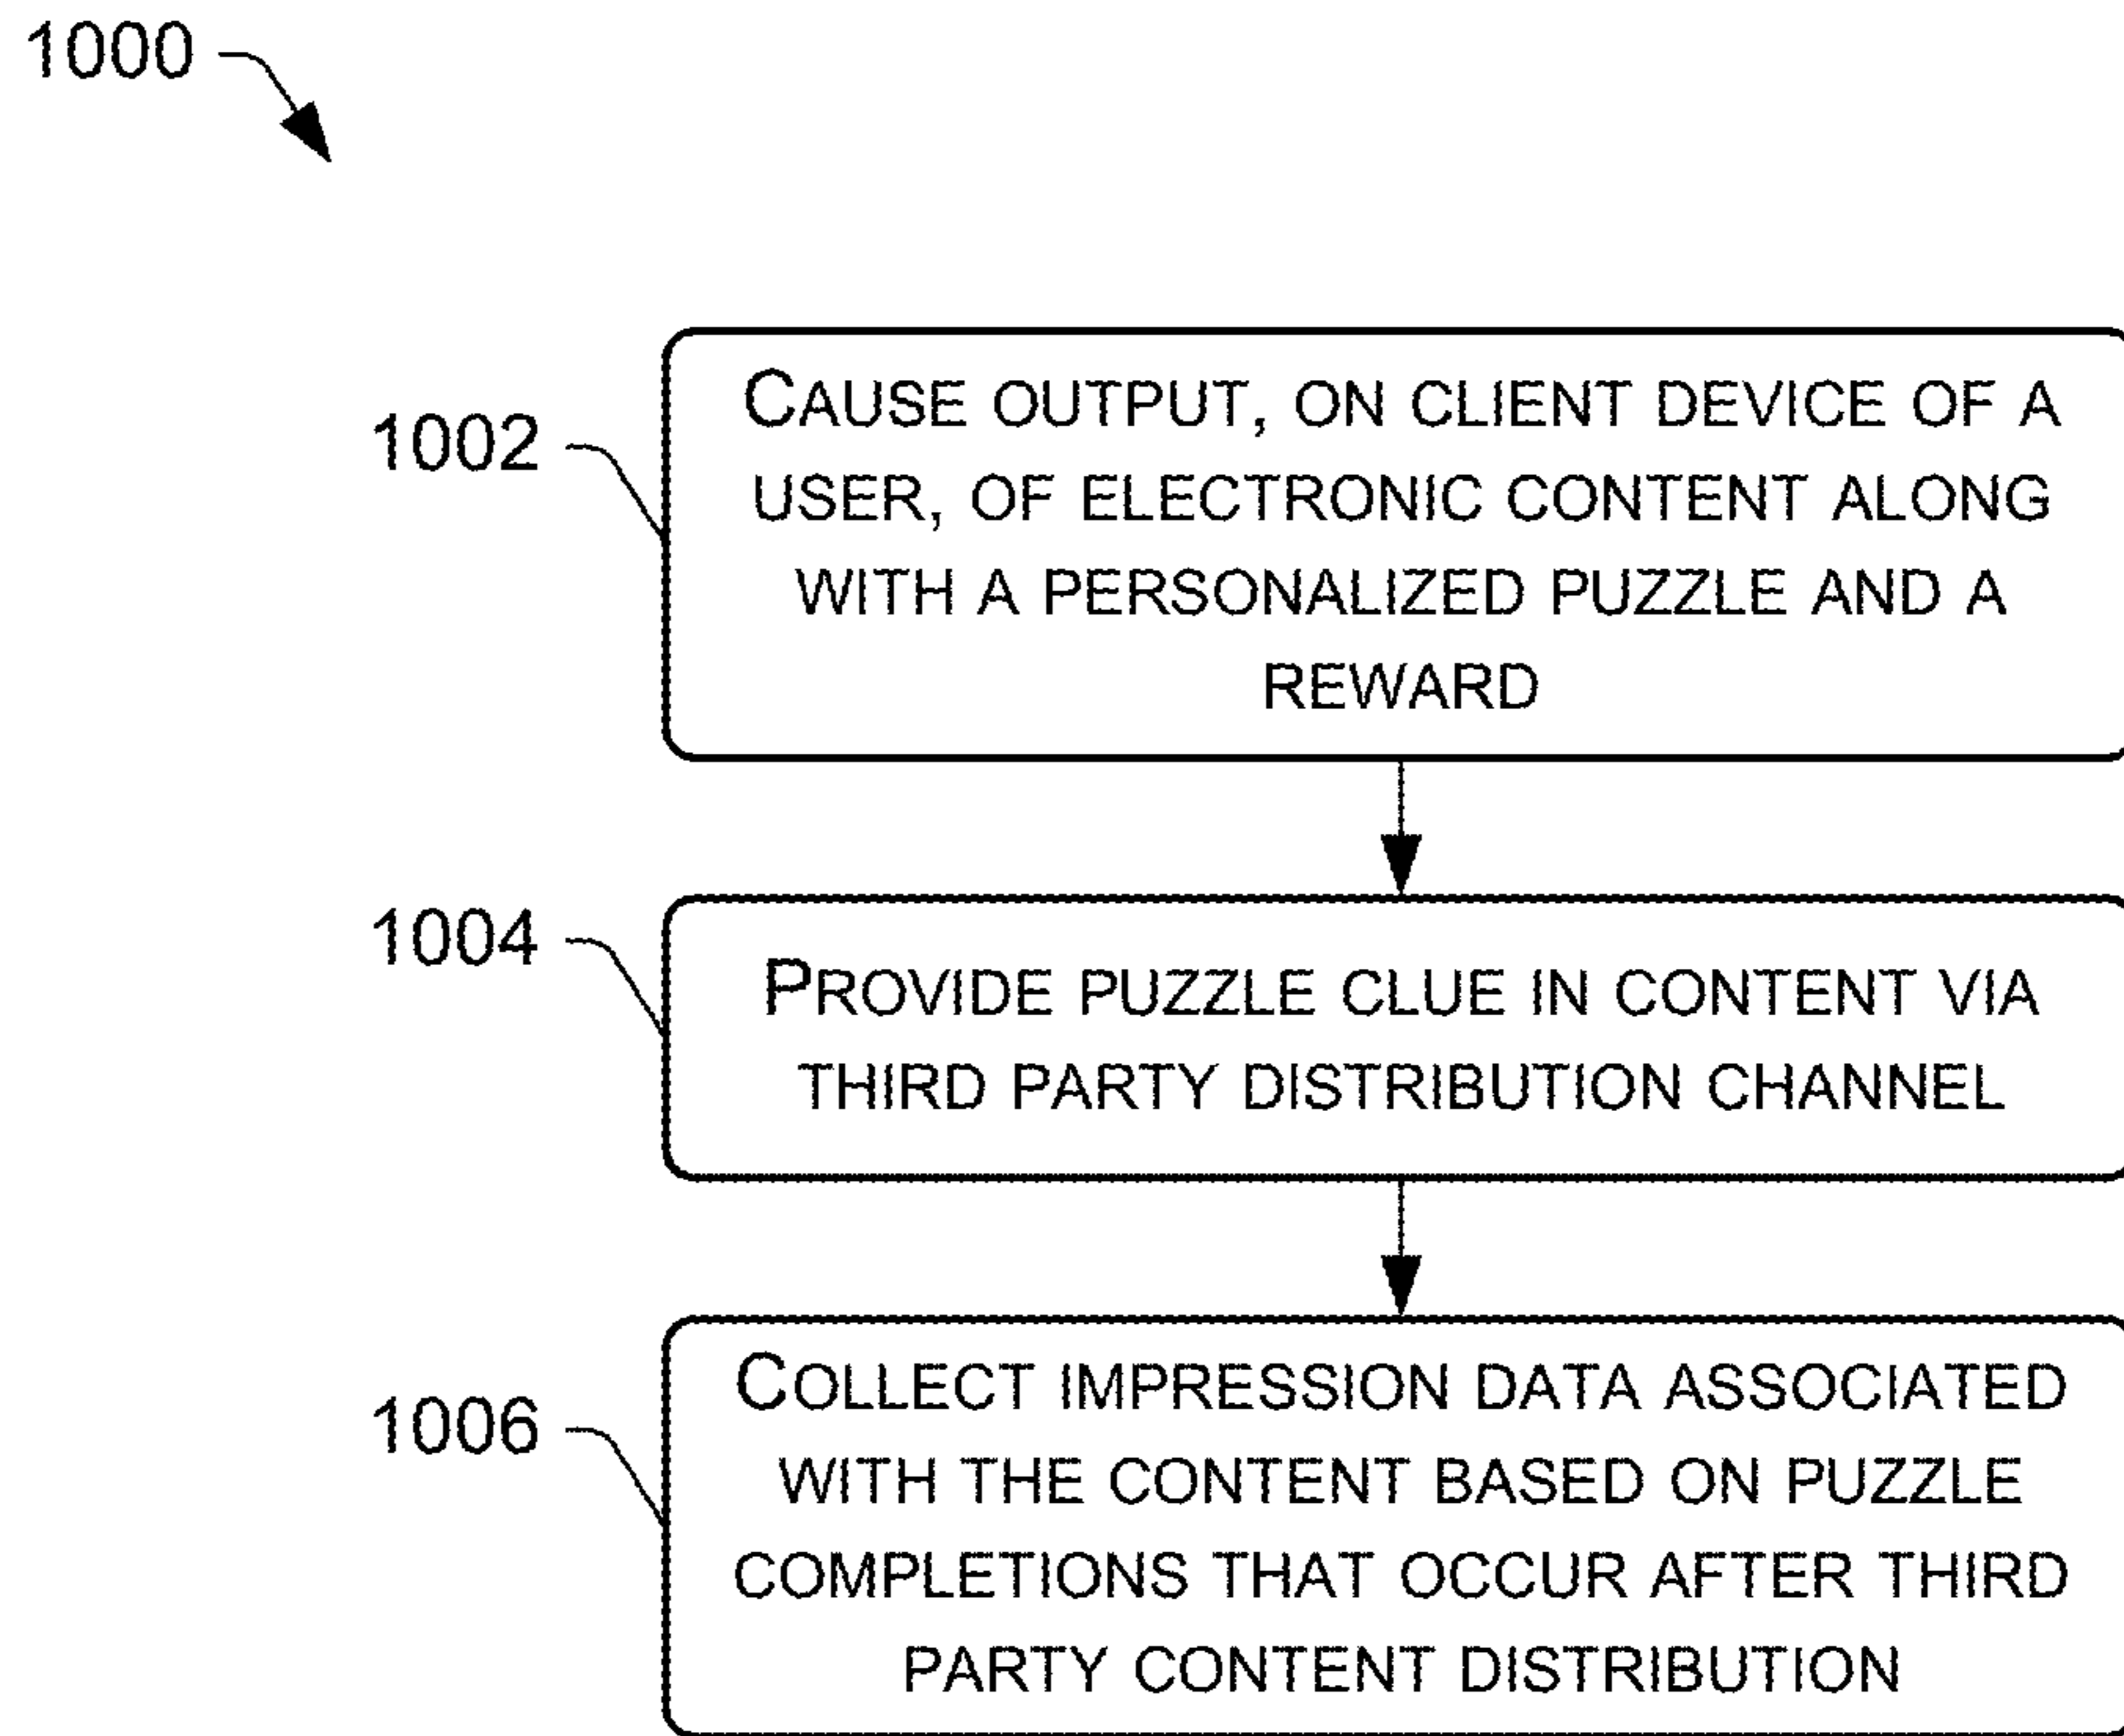 1000
1002
CAUSE OUTPUT, ON CLIENT DEVICE OF A
USER, OF ELECTRONIC CONTENT ALONG
WITH A PERSONALIZED PUZZLE AND A
REWARD
1004
PROVIDE PUZZLE CLUE IN CONTENT VIA
THIRD PARTY DISTRIBUTION CHANNEL
1006
COLLECT IMPRESSION DATA ASSOCIATED
WITH THE CONTENT BASED ON PUZZLE
COMPLETIONS THAT OCCUR AFTER THIRD
PARTY CONTENT DISTRIBUTION